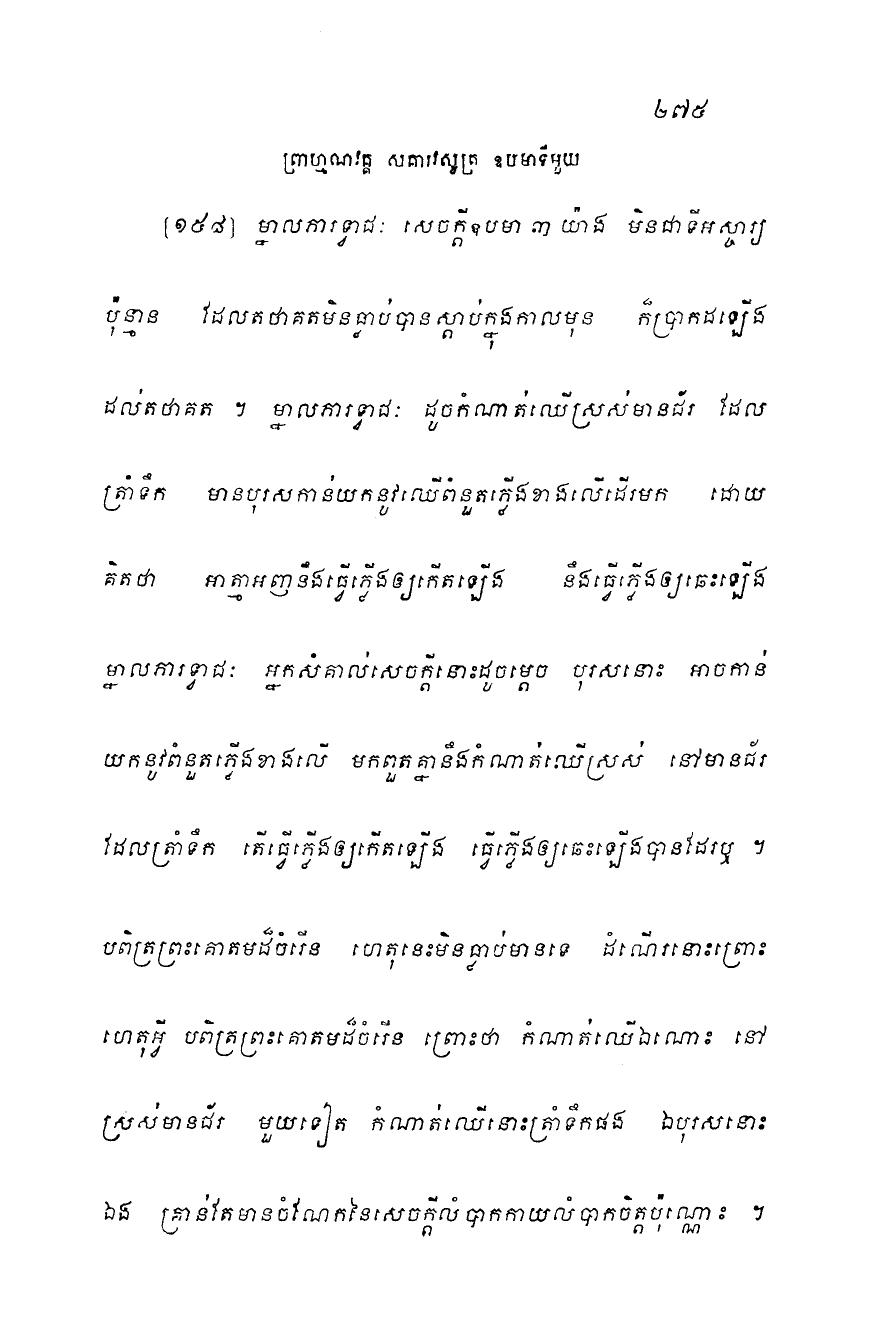 ២៧៥
ព្រាហ្មណវគ្គ សគារវសូត្រ ឧបមាទីមួយ
[១៥៨] ម្នាលភារទ្វាជៈ សេចក្តីឧបមា ៣ យ៉ាង មិនជាទីអស្ចារ្យ
ប៉ុន្មាន ដែលតថាគតមិនធ្លាប់បានស្តាប់ក្នុងកាលមុន ក៏ប្រាកដឡើង
ដល់តថាគត ។ ម្នាលភារទ្វាជៈ ដូចកំណាត់ឈើស្រស់មានជ័រ ដែល
ត្រាំទឹក មានបុរសកាន់យកនូវឈើពំនួតភ្លើងខាងលើដើរមក ដោយ
គិតថា អាត្មាអញនឹងធ្វើភ្លើងឲ្យកើតឡើង នឹងធ្វើភ្លើងឲ្យឆេះឡើង
ម្នាលភារទ្វាជៈ អ្នកសំគាល់សេចក្តីនោះដូចម្តេច បុរសនោះ អាចកាន់
យកនូវពំនួតភ្លើងខាងលើ មកពួតគ្នានឹងកំណាត់ឈើស្រស់ នៅមានជ័រ
ដែលត្រាំទឹក តើធ្វើភ្លើងឲ្យកើតឡើង ធ្វើភ្លើងឲ្យឆេះឡើងបានដែរឬ ។
បពិត្រព្រះគោតមដ៏ចំរើន ហេតុនេះមិនធ្លាប់មានទេ ដំណើរនោះព្រោះ
ហេតុអ្វី បពិត្រព្រះគោតមដ៏ចំរើន ព្រោះថា កំណាត់ឈើឯណោះ នៅ
ស្រស់មានជ័រ មួយទៀត កំណាត់ឈើនោះត្រាំទឹកផង ឯបុរសនោះ
ឯង គ្រាន់តែមានចំណែកនៃសេចក្តីលំបាកកាយលំបាកចិត្តប៉ុណ្ណោះ ។